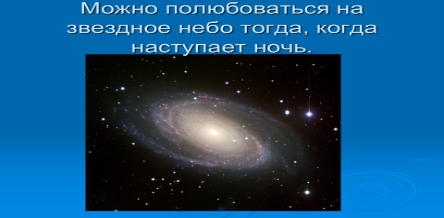 Можно полюбоваться на
звездное небо тогда, когда
наступает ночь.